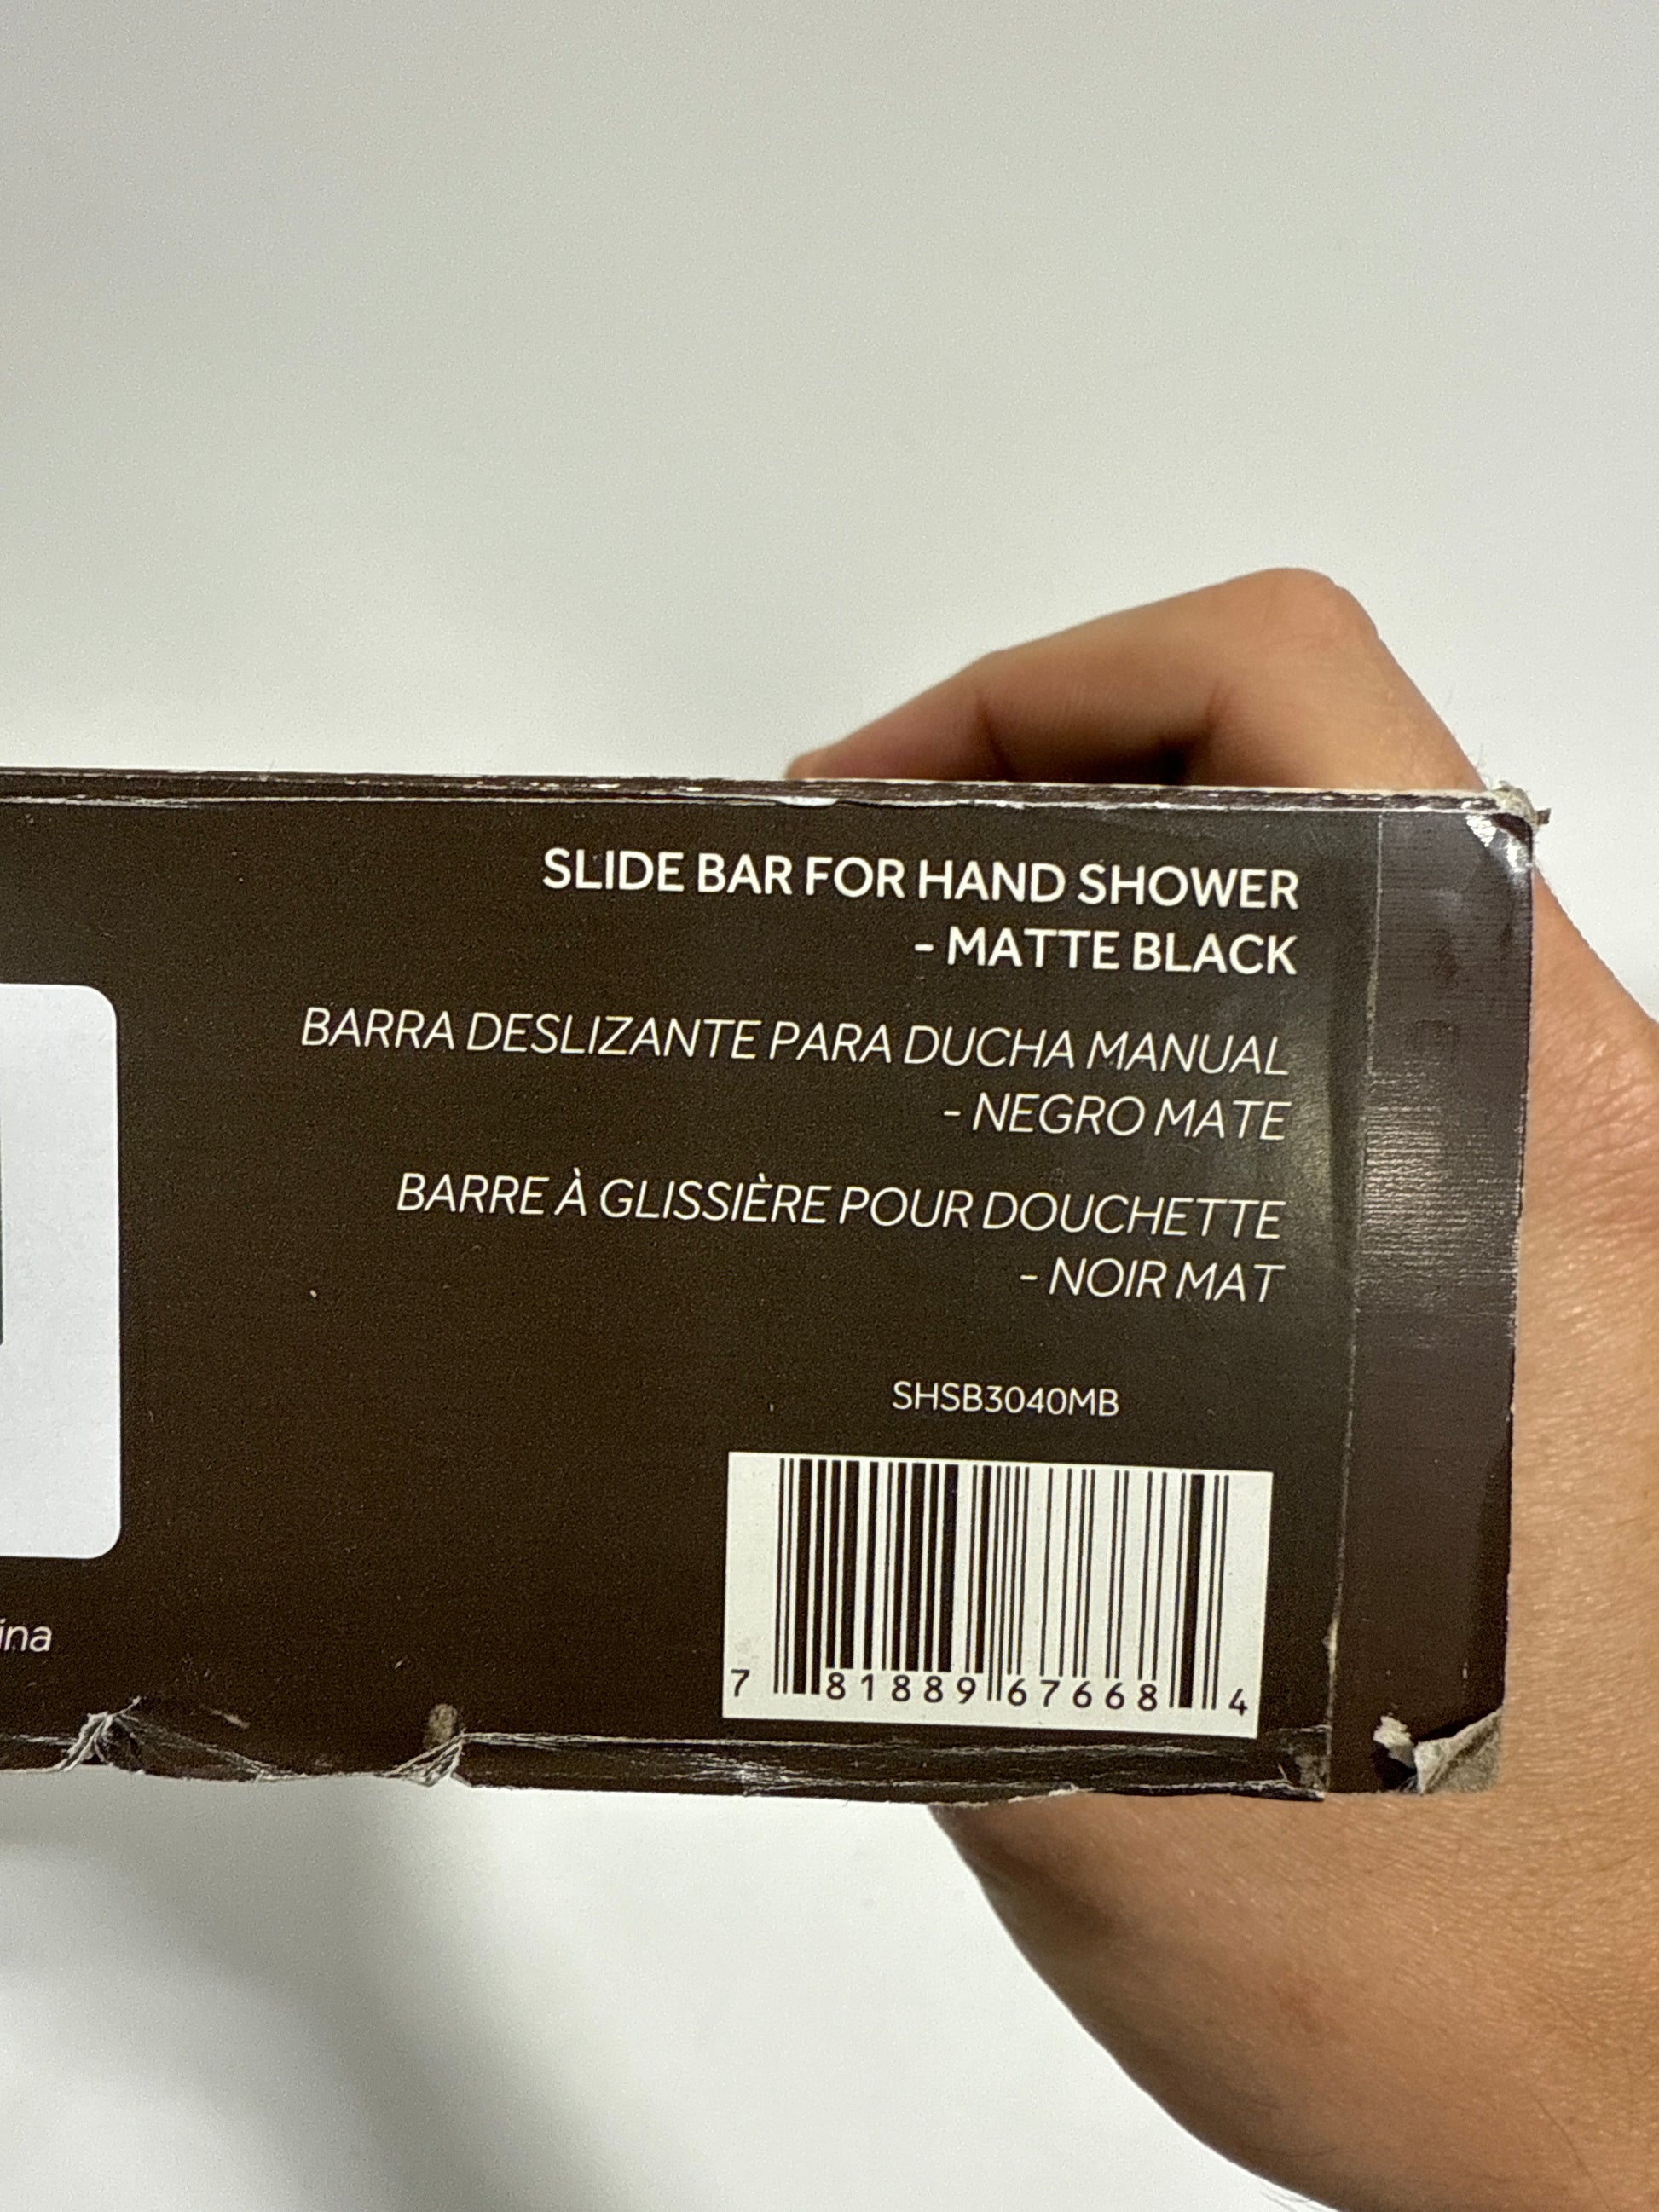 SLIDE BAR FOR HAND SHOWER
- MATTE BLACK
BARRA DESLIZANTE PARA DUCHA MANUAL
- NEGRO MATE
BARRE À GLISSIÈRE POUR DOUCHETTE
- NOIR MAT
SHSB3040MB
ina
7 81889 67668 4